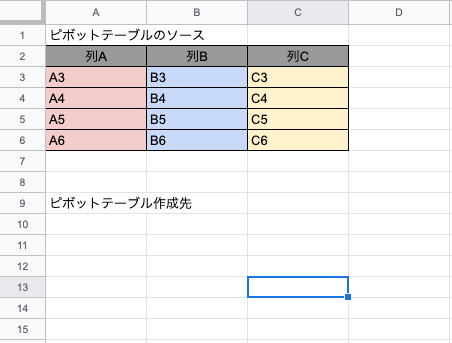 A B C D
1 ピボットテーブルのソース
2 列A 列B 列C
3 A3 B3 C3
4 A4 B4 C4
5 A5 B5 C5
6 A6 B6 C6
7
8
9 ピボットテーブル作成先
10
11
12
13
14
15